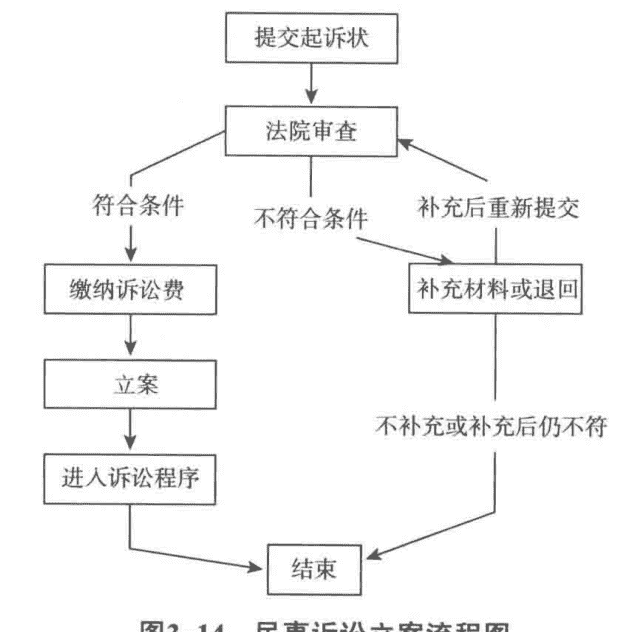 提交起诉状
法院审查
符合条件
不符合条件
补充后重新提交
缴纳诉讼费
补充材料或退回
立案
不补充或补充后仍不符
进入诉讼程序
结束
图3-14 民事诉讼立案流程图